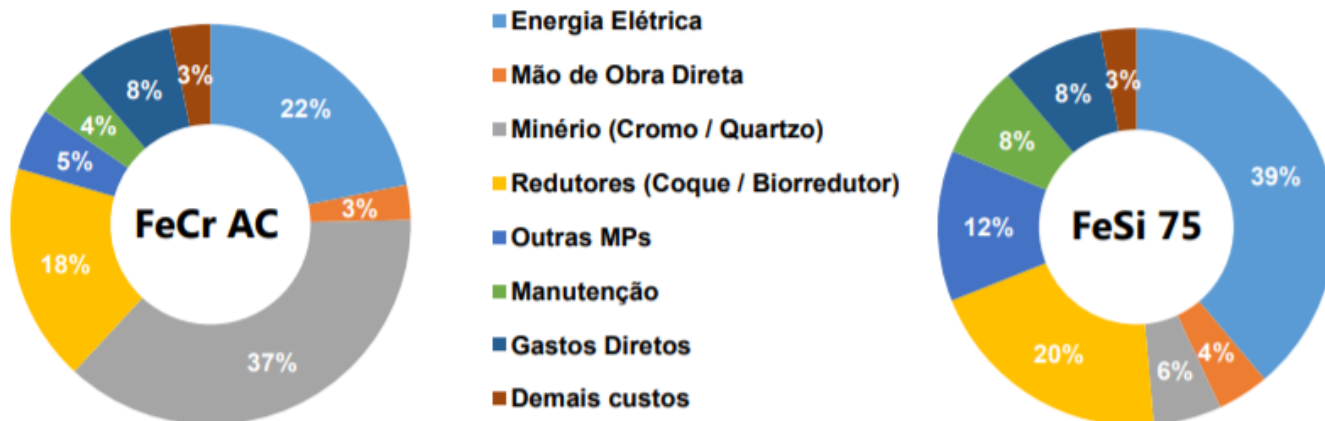 FeCr AC
22%
3%
37%
18%
5%
4%
8%
3%
Energia Elétrica
Mão de Obra Direta
Minério (Cromo / Quartzo)
Redutores (Coque / Biorredutor)
Outras MPs
Manutenção
Gastos Diretos
Demais custos
FeSi 75
39%
4%
6%
20%
12%
8%
8%
3%